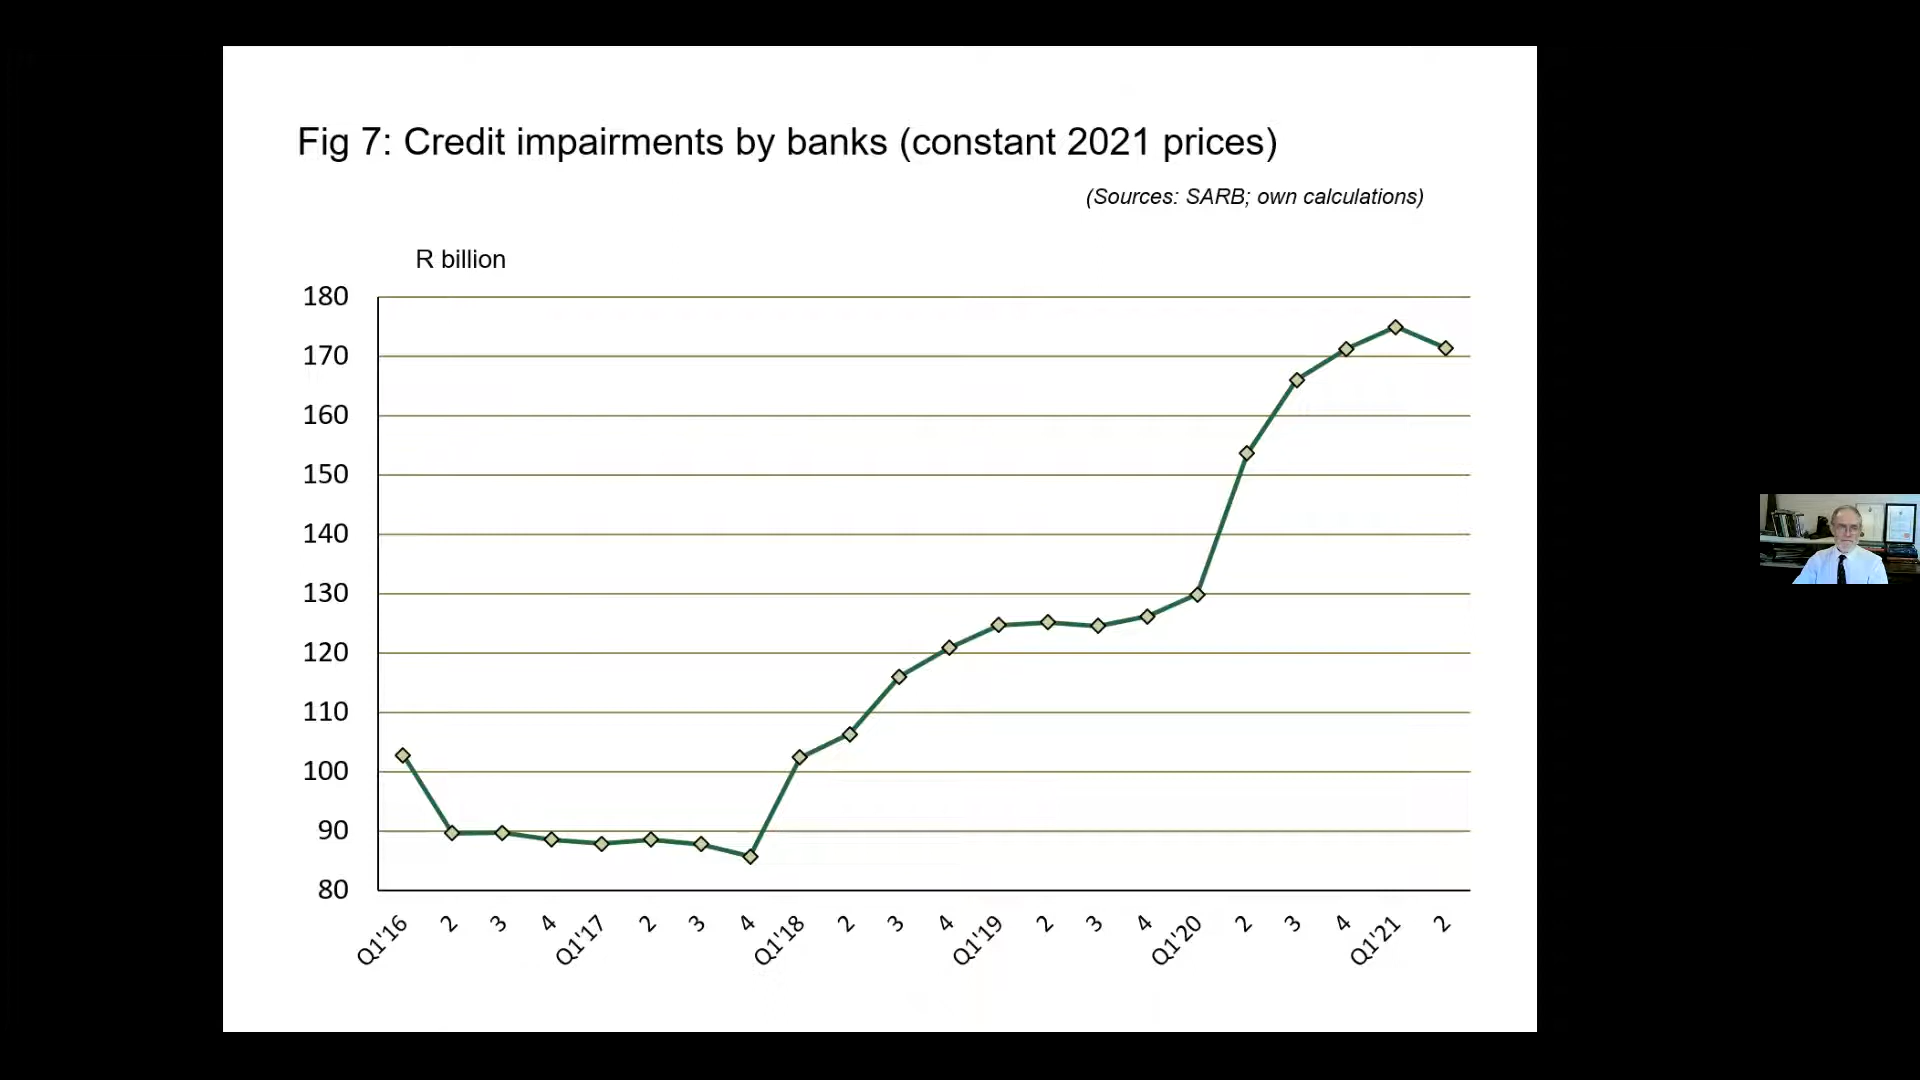 Fig 7: Credit impairments by banks (constant 2021 prices)
(Sources: SARB; own calculations)
R billion
180
170
160
150
140
130
120
110
100
90
80
Q1'16 2 3 4 Q1'17 2 3 4 Q1'18 2 3 4 Q1'19 2 3 4 Q1'20 2 3 4 Q1'21 2